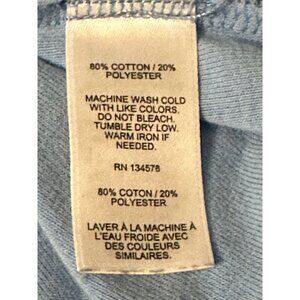 80% COTTON / 20%
POLYESTER
MACHINE WASH COLD
WITH LIKE COLORS.
DO NOT BLEACH.
TUMBLE DRY LOW.
WARM IRON IF
NEEDED.
RN 134578
80% COTON / 20%
POLYESTER
LAVER À LA MACHINE À
L'EAU FROIDE AVEC
DES COULEURS
SIMILAIRES.